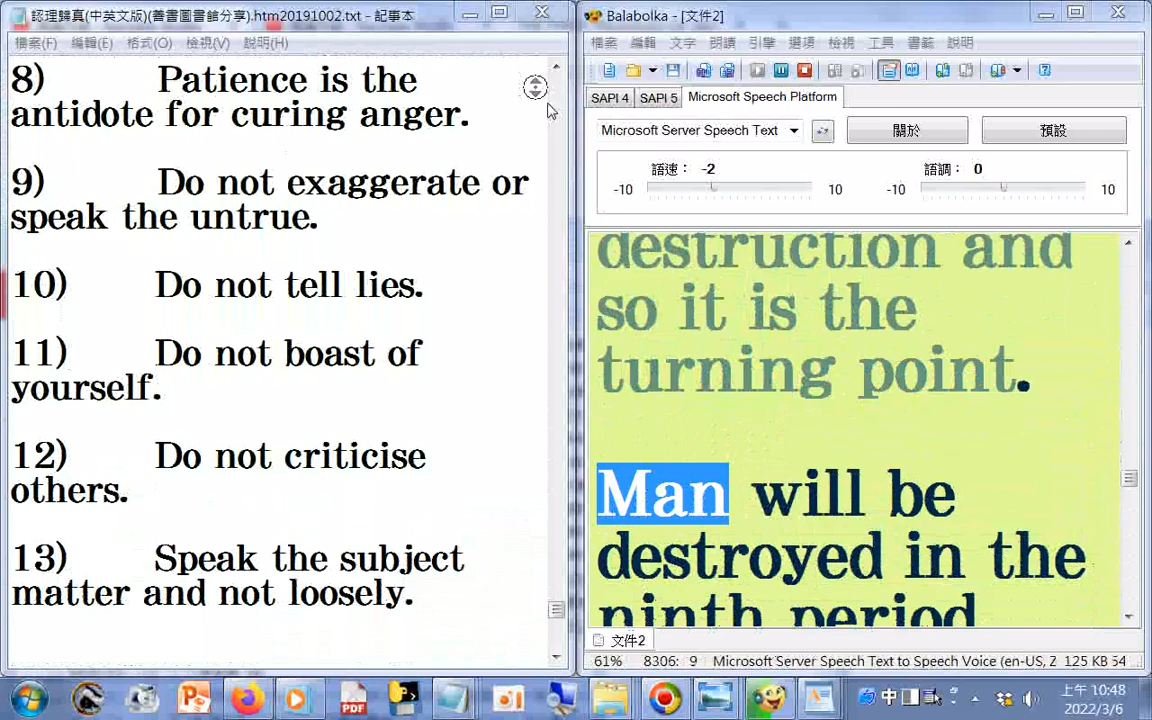 認理歸真(中英文版)(善書圖書館分享).htm20191002.txt - 記事本
檔案(F) 編輯(E) 格式(O) 檢視(V) 說明(H)
8) Patience is the
antidote for curing anger.
9) Do not exaggerate or
speak the untrue.
10) Do not tell lies.
11) Do not boast of
yourself.
12) Do not criticise
others.
13) Speak the subject
matter and not loosely.
Balabolka - [文件2]
檔案 編輯 文字 朗讀 引擎 選項 檢視 工具 書籤 說明
SAPI 4 SAPI 5 Microsoft Speech Platform
Microsoft Server Speech Text 關於 預設
語速： -2 語調： 0
-10 10 -10 10
destruction and
so it is the
turning point.
Man will be
destroyed in the
ninth period
文件2
61% 8306: 9 Microsoft Server Speech Text to Speech Voice (en-US, Z 125 KB 54
PDF 中 上午 10:48
2022/3/6